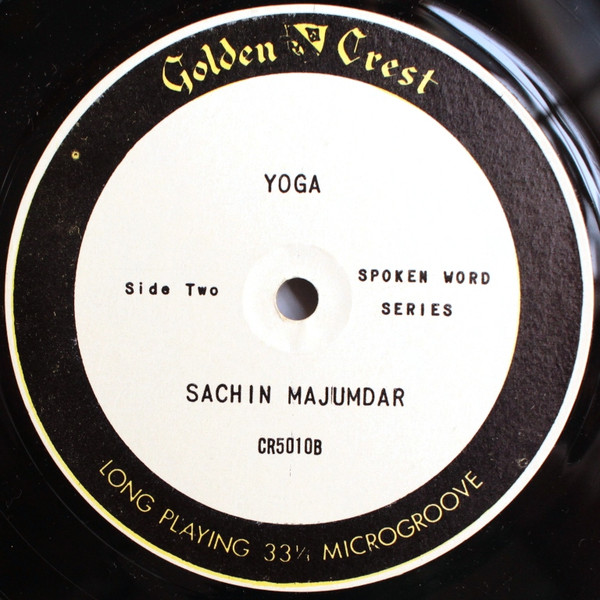 Golden Crest
YOGA
Side Two
SPOKEN WORD
SERIES
SACHIN MAJUMDAR
CR5010B
LONG PLAYING 33⅓ MICROGROOVE